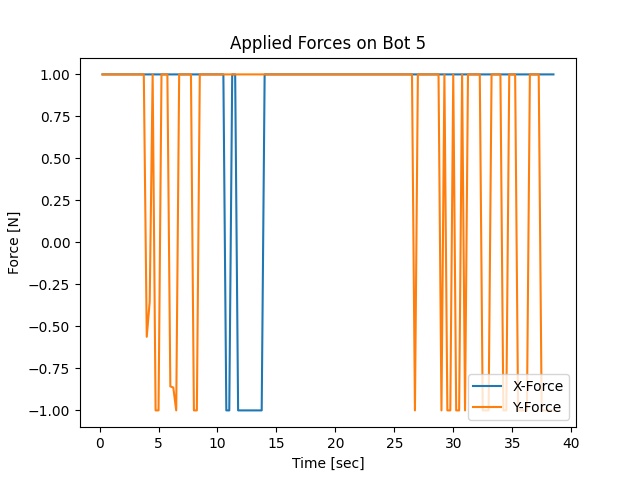 Applied Forces on Bot 5
1.00
0.75
0.50
0.25
0.00
−0.25
−0.50
−0.75
−1.00
Force [N]
X-Force
Y-Force
0 5 10 15 20 25 30 35 40
Time [sec]